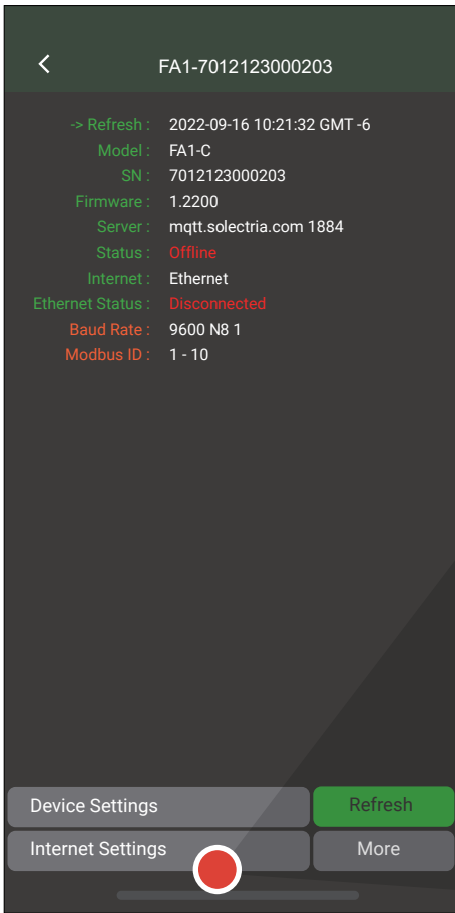 FA1-7012123000203
-> Refresh : 2022-09-16 10:21:32 GMT -6
Model : FA1-C
SN : 7012123000203
Firmware : 1.2200
Server : mqtt.solectria.com 1884
Status : Offline
Internet : Ethernet
Ethernet Status : Disconnected
Baud Rate : 9600 N8 1
Modbus ID : 1 - 10
Device Settings Refresh
Internet Settings More